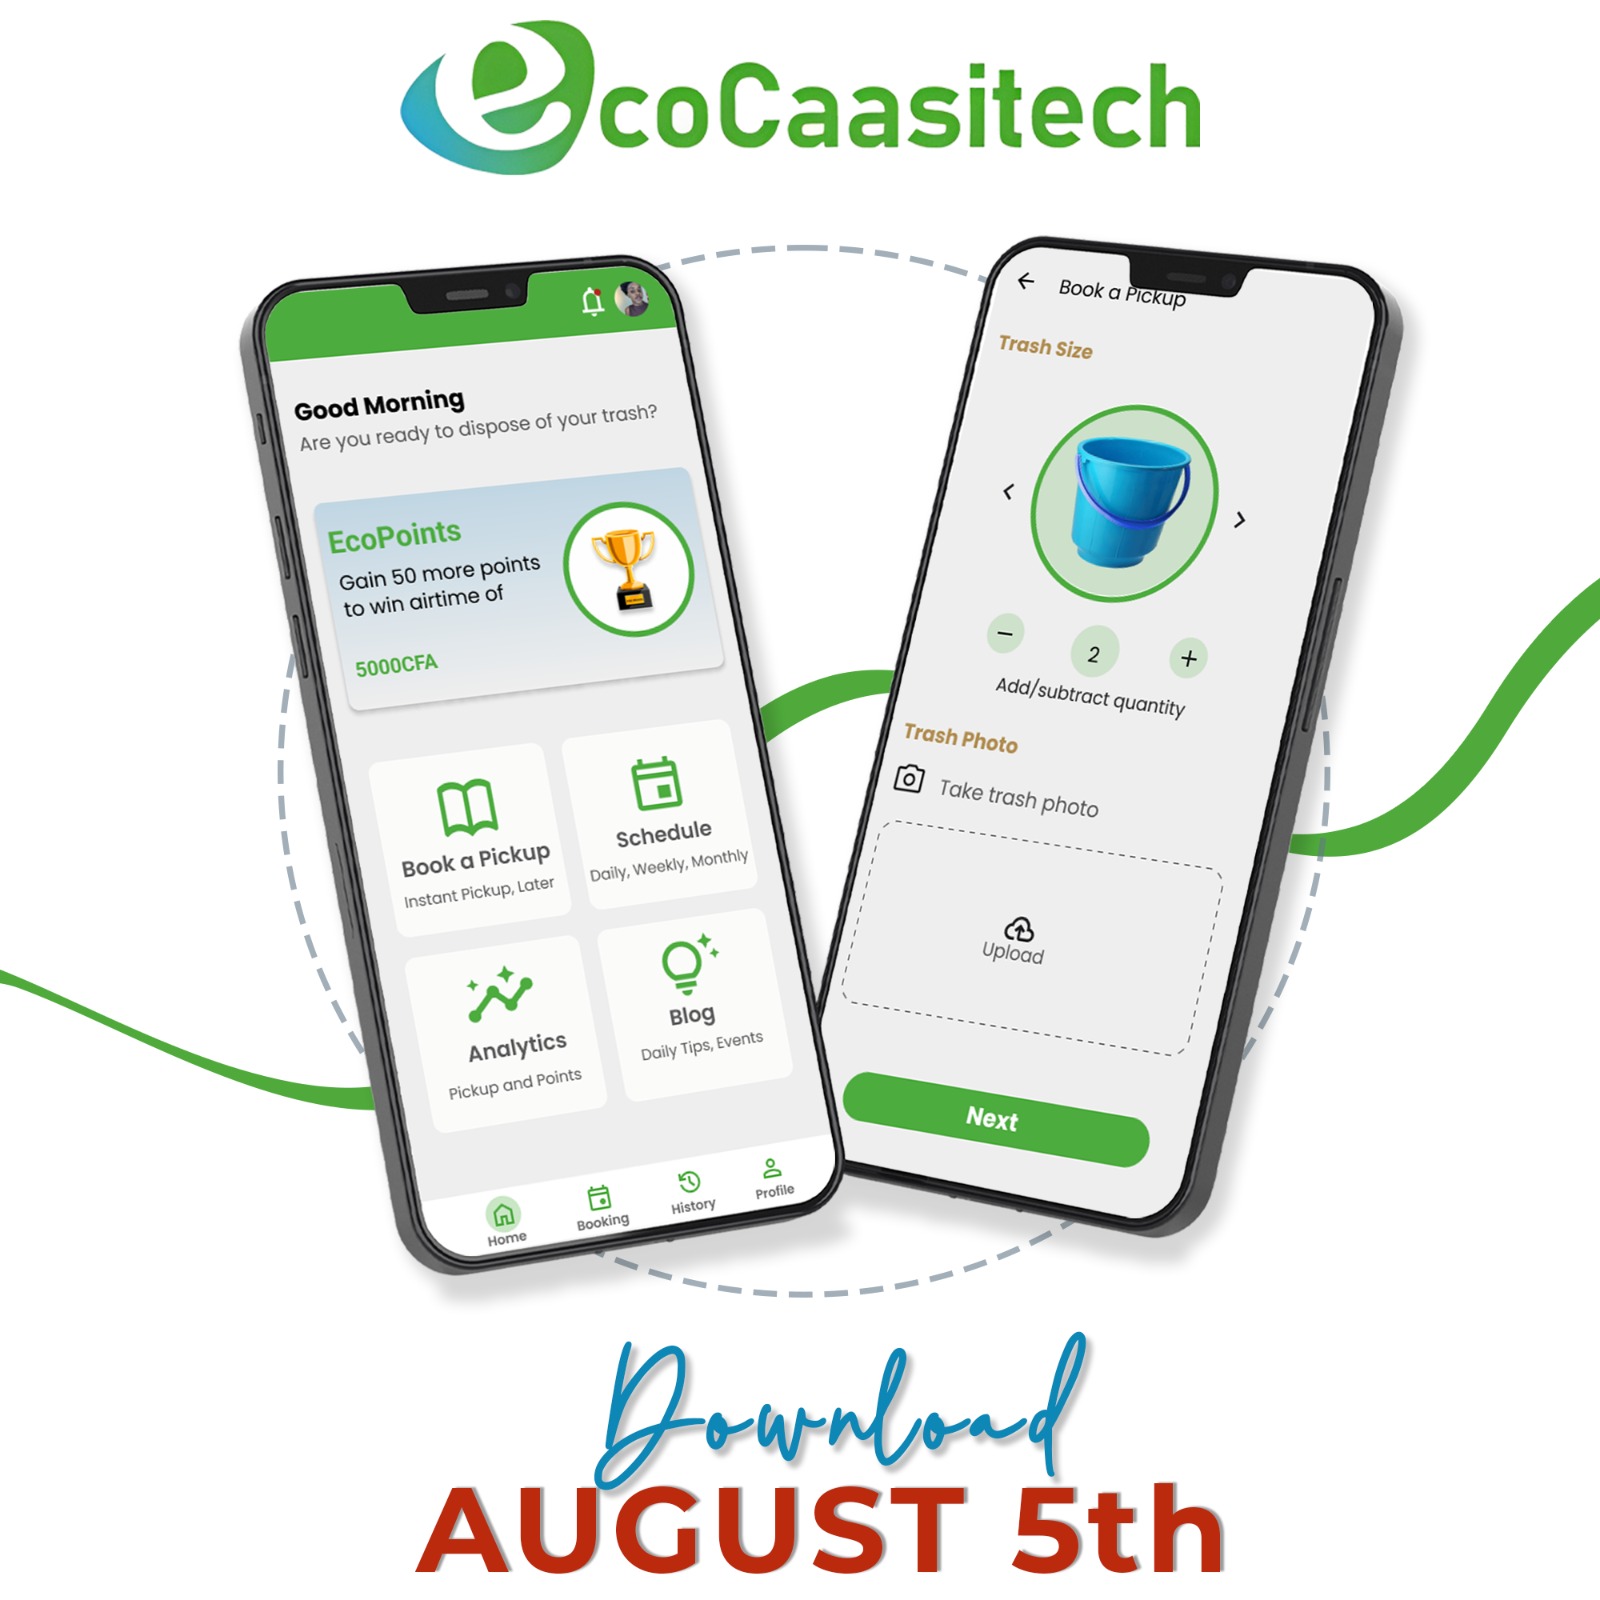 ecoCaasitech
Good Morning
Are you ready to dispose of your trash?
EcoPoints
Gain 50 more points
to win airtime of
5000CFA
Book a Pickup
Instant Pickup, Later
Schedule
Daily, Weekly, Monthly
Analytics
Pickup and Points
Blog
Daily Tips, Events
Home
Booking
History
Profile
Book a Pickup
Trash Size
2
Add/subtract quantity
Trash Photo
Take trash photo
Upload
Next
Download
AUGUST 5th